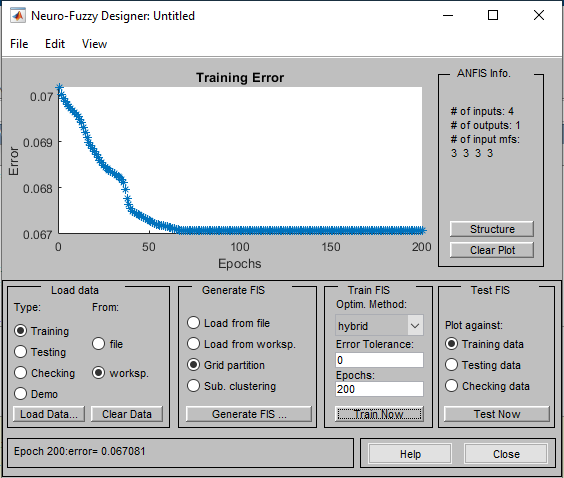 Neuro-Fuzzy Designer: Untitled
File Edit View
Training Error
0.07
0.069
0.068
0.067
Error
0 50 100 150 200
Epochs
ANFIS Info.
# of inputs: 4
# of outputs: 1
# of input mfs:
3 3 3 3
Structure
Clear Plot
Load data
Type: From:
Training
Testing
Checking
Demo
file
worksp.
Load Data...
Clear Data
Generate FIS
Load from file
Load from worksp.
Grid partition
Sub. clustering
Generate FIS ...
Train FIS
Optim. Method:
hybrid
Error Tolerance:
0
Epochs:
200
Train Now
Test FIS
Plot against:
Training data
Testing data
Checking data
Test Now
Epoch 200:error= 0.067081
Help
Close